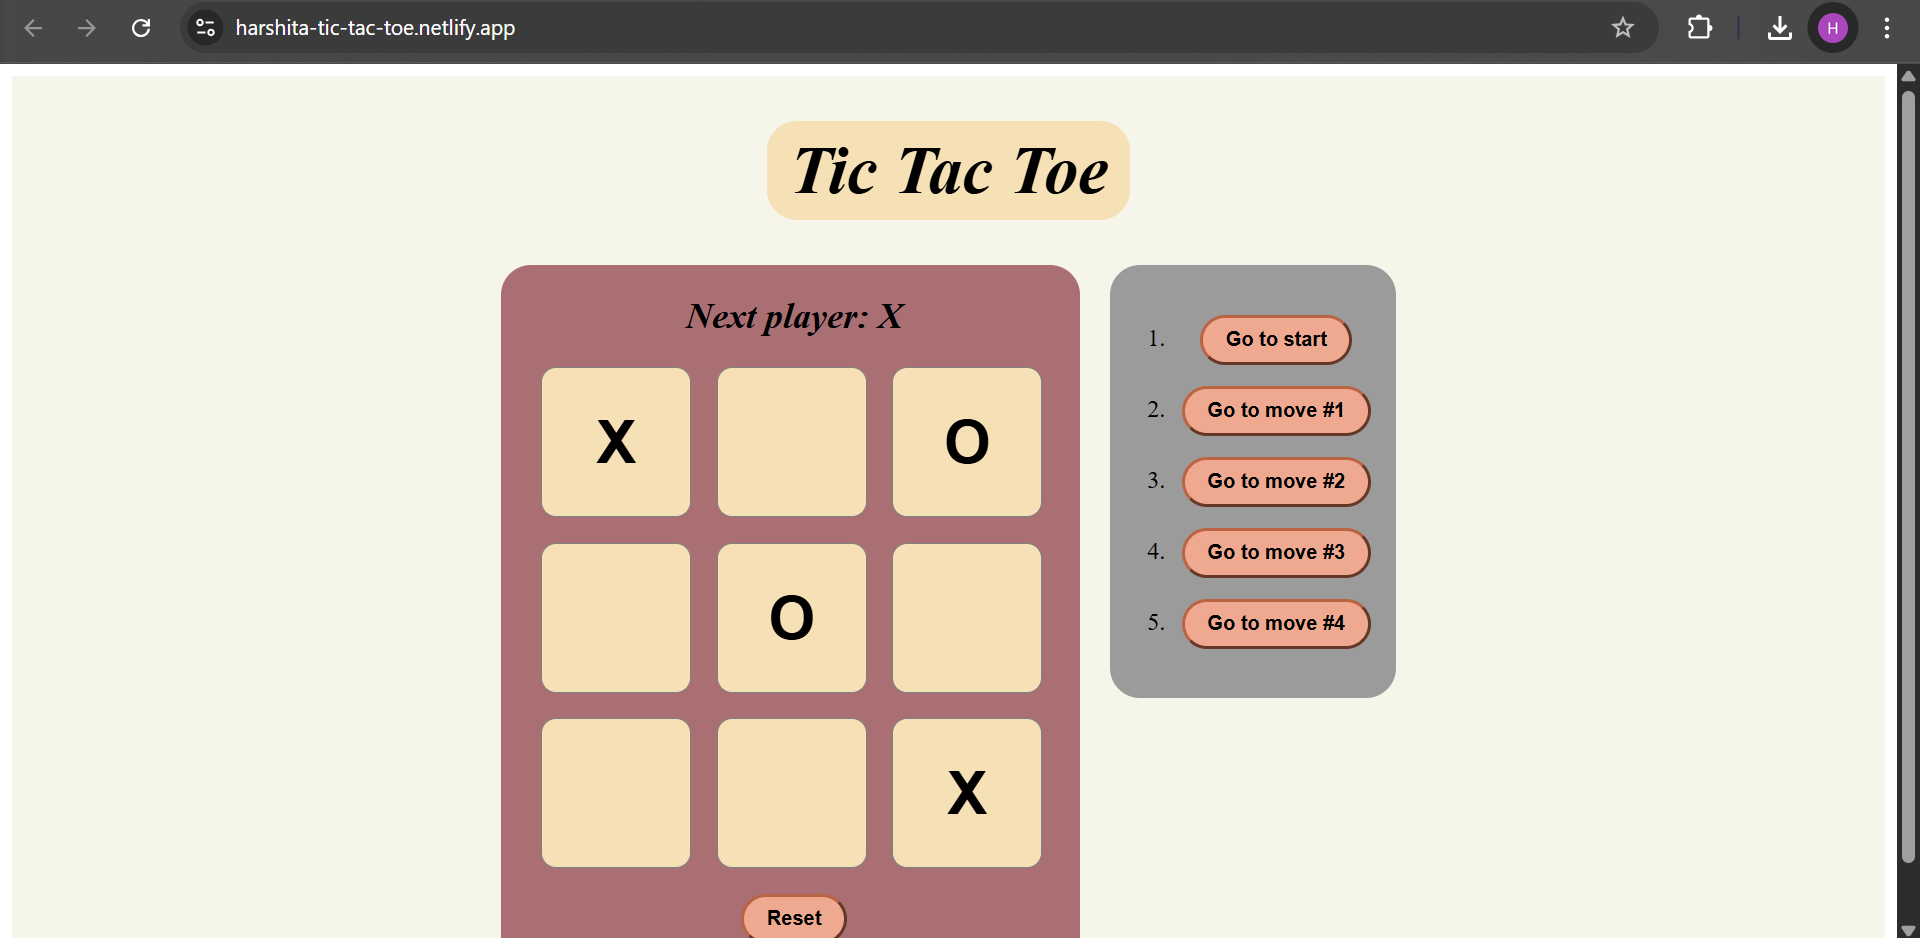 harshita-tic-tac-toe.netlify.app
H
Tic Tac Toe
Next player: X
X O
O
X
Reset
1. Go to start
2. Go to move #1
3. Go to move #2
4. Go to move #3
5. Go to move #4